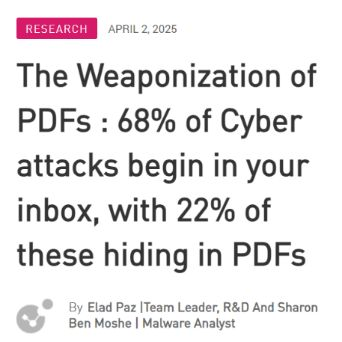 RESEARCH APRIL 2, 2025
The Weaponization of
PDFs : 68% of Cyber
attacks begin in your
inbox, with 22% of
these hiding in PDFs
By Elad Paz |Team Leader, R&D And Sharon
Ben Moshe | Malware Analyst